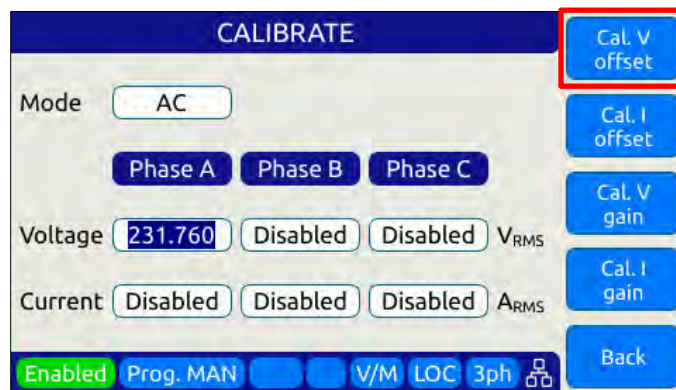 CALIBRATE
Cal. V
offset
Mode AC
Cal. I
offset
Phase A Phase B Phase C
Cal. V
gain
Voltage 231.760 Disabled Disabled VRMS
Cal. I
gain
Current Disabled Disabled Disabled ARMS
Back
Enabled Prog. MAN V/M LOC 3ph